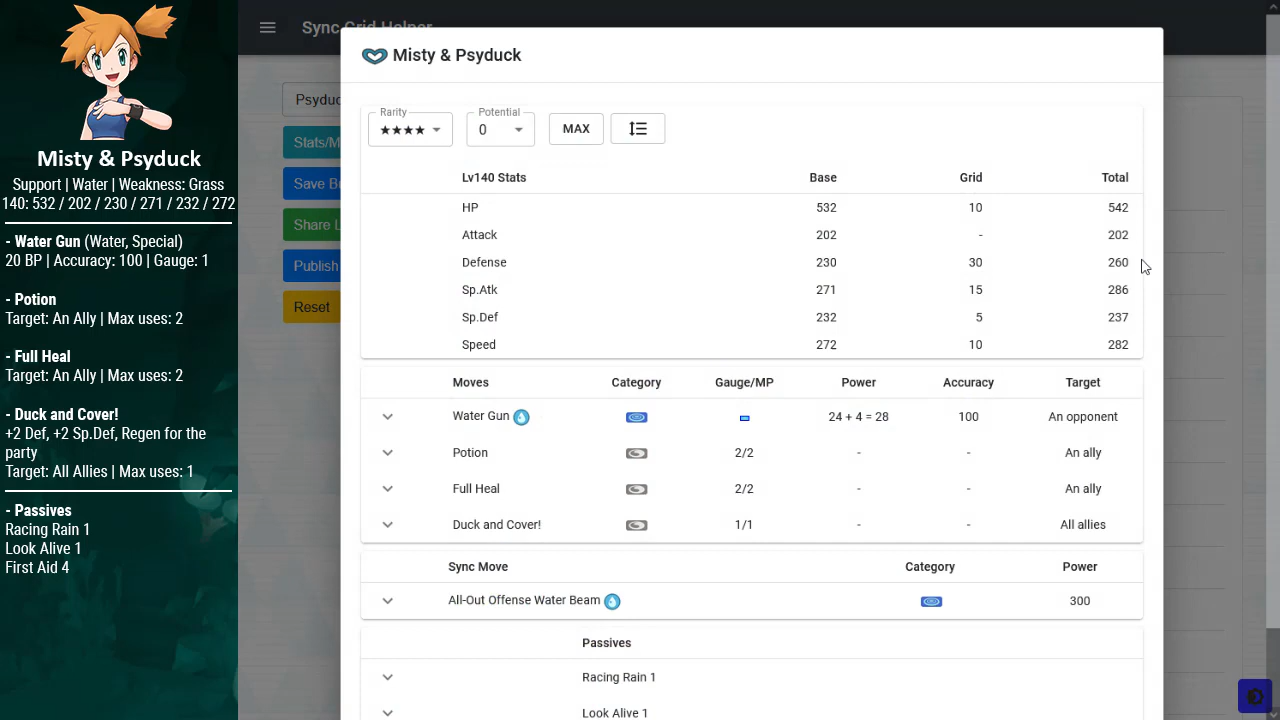 Misty & Psyduck
Support | Water | Weakness: Grass
140: 532 / 202 / 230 / 271 / 232 / 272
- Water Gun (Water, Special)
20 BP | Accuracy: 100 | Gauge: 1
- Potion
Target: An Ally | Max uses: 2
- Full Heal
Target: An Ally | Max uses: 2
- Duck and Cover!
+2 Def, +2 Sp.Def, Regen for the
party
Target: All Allies | Max uses: 1
- Passives
Racing Rain 1
Look Alive 1
First Aid 4
Sync Grid Helper
Psyduc
Stats/M
Save Bu
Share L
Publish
Reset
Misty & Psyduck
Rarity Potential
★★★★ 0 MAX
Lv140 Stats Base Grid Total
HP 532 10 542
Attack 202 - 202
Defense 230 30 260
Sp.Atk 271 15 286
Sp.Def 232 5 237
Speed 272 10 282
Moves Category Gauge/MP Power Accuracy Target
Water Gun 24 + 4 = 28 100 An opponent
Potion 2/2 - - An ally
Full Heal 2/2 - - An ally
Duck and Cover! 1/1 - - All allies
Sync Move Category Power
All-Out Offense Water Beam 300
Passives
Racing Rain 1
Look Alive 1